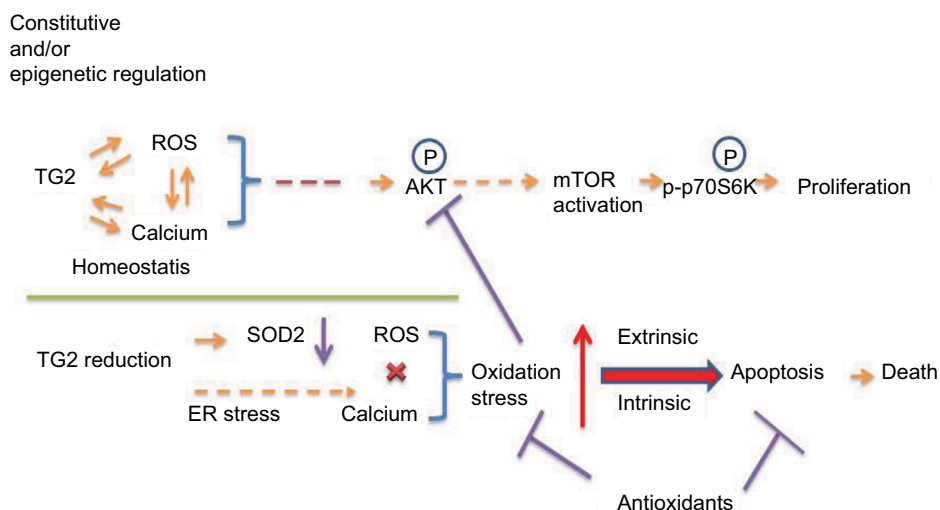 Constitutive
and/or
epigenetic regulation
ROS
TG2
Calcium
Homeostatis
P
AKT
mTOR
activation
P
p-p70S6K
Proliferation
TG2 reduction
SOD2
ROS
ER stress
Calcium
Oxidation
stress
Extrinsic
Intrinsic
Apoptosis
Death
Antioxidants